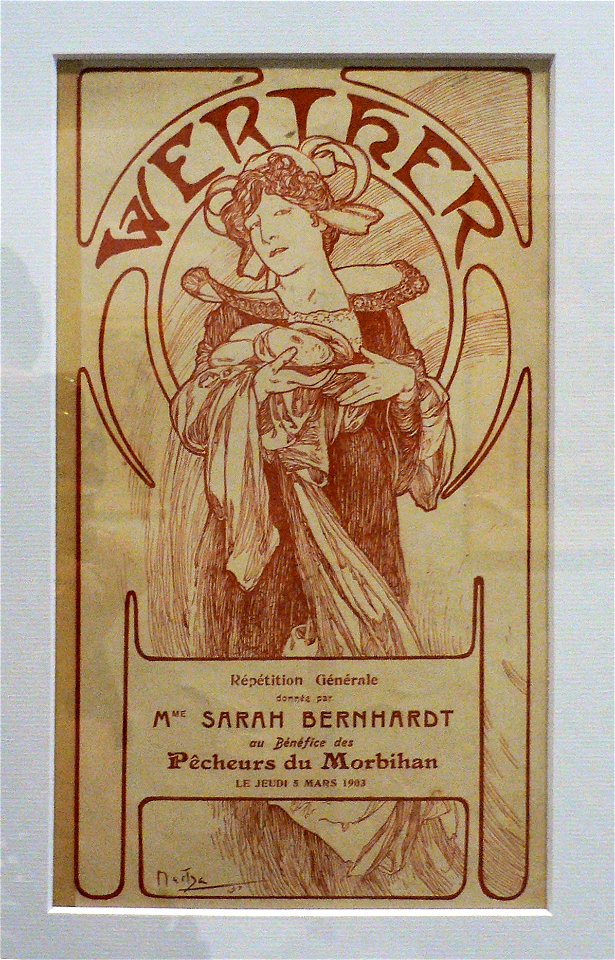 WERTHER
Répétition Générale
donnée par
MME SARAH BERNHARDT
au Bénéfice des
Pêcheurs du Morbihan
LE JEUDI 5 MARS 1903
Mucha